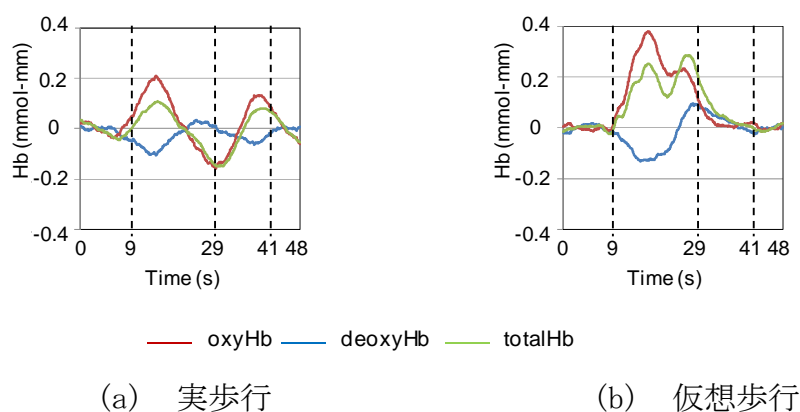 0.4
0.2
0
-0.2
-0.4
Hb (mmol-mm)
0 9 29 41 48
Time (s)
0.4
0.2
0
-0.2
-0.4
Hb (mmol-mm)
0 9 29 41 48
Time (s)
oxyHb deoxyHb totalHb
(a) 実歩行
(b) 仮想歩行